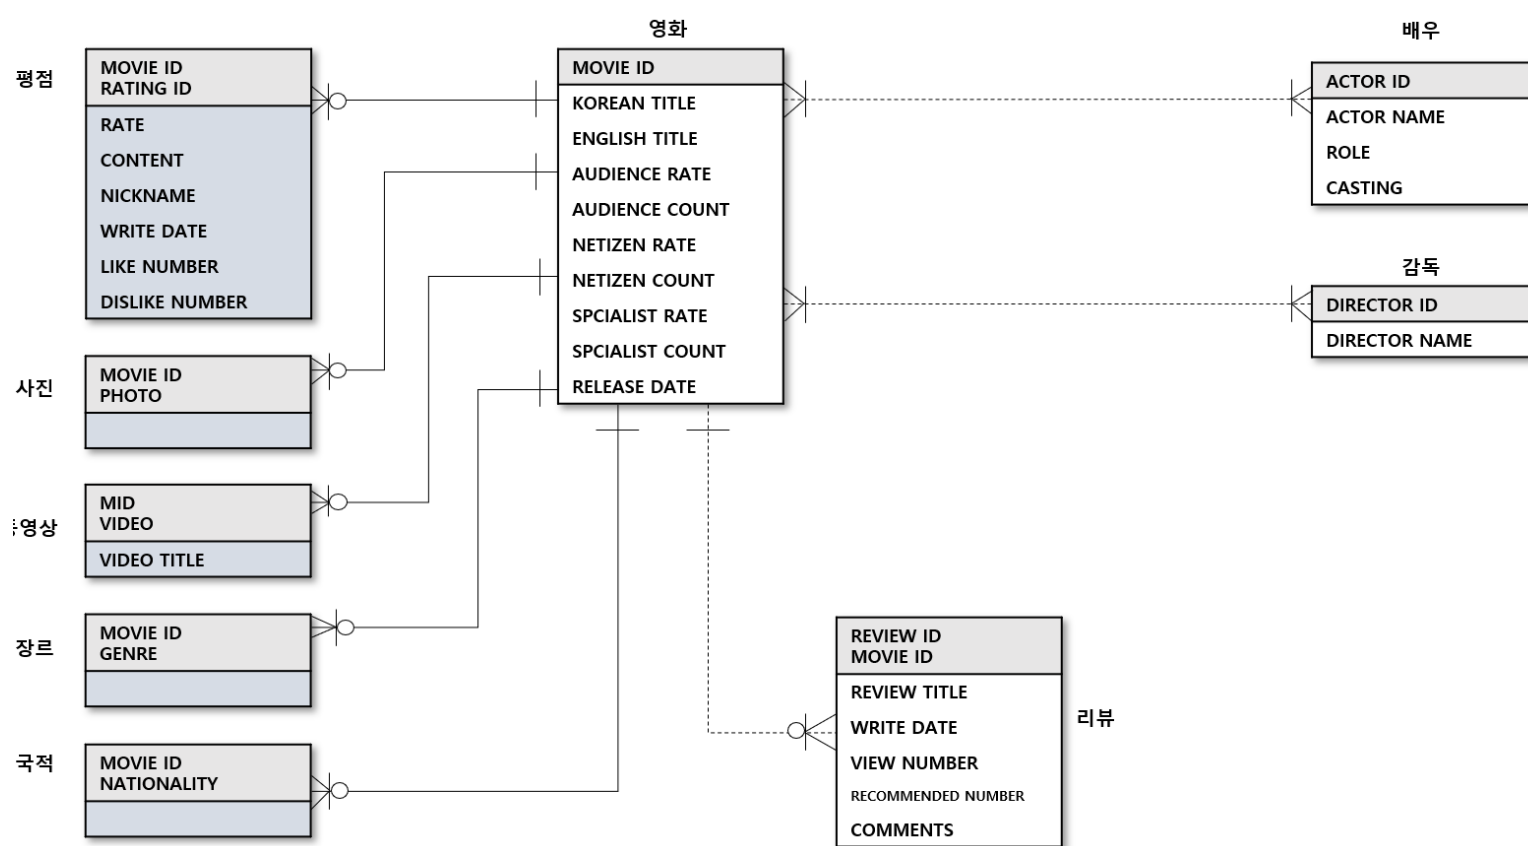 영화
배우
평점
MOVIE ID
RATING ID
RATE
CONTENT
NICKNAME
WRITE DATE
LIKE NUMBER
DISLIKE NUMBER
MOVIE ID
KOREAN TITLE
ENGLISH TITLE
AUDIENCE RATE
AUDIENCE COUNT
NETIZEN RATE
NETIZEN COUNT
SPCIALIST RATE
SPCIALIST COUNT
RELEASE DATE
ACTOR ID
ACTOR NAME
ROLE
CASTING
감독
DIRECTOR ID
DIRECTOR NAME
사진
MOVIE ID
PHOTO
영상
MID
VIDEO
VIDEO TITLE
장르
MOVIE ID
GENRE
국적
MOVIE ID
NATIONALITY
REVIEW ID
MOVIE ID
REVIEW TITLE
WRITE DATE
VIEW NUMBER
RECOMMENDED NUMBER
COMMENTS
리뷰